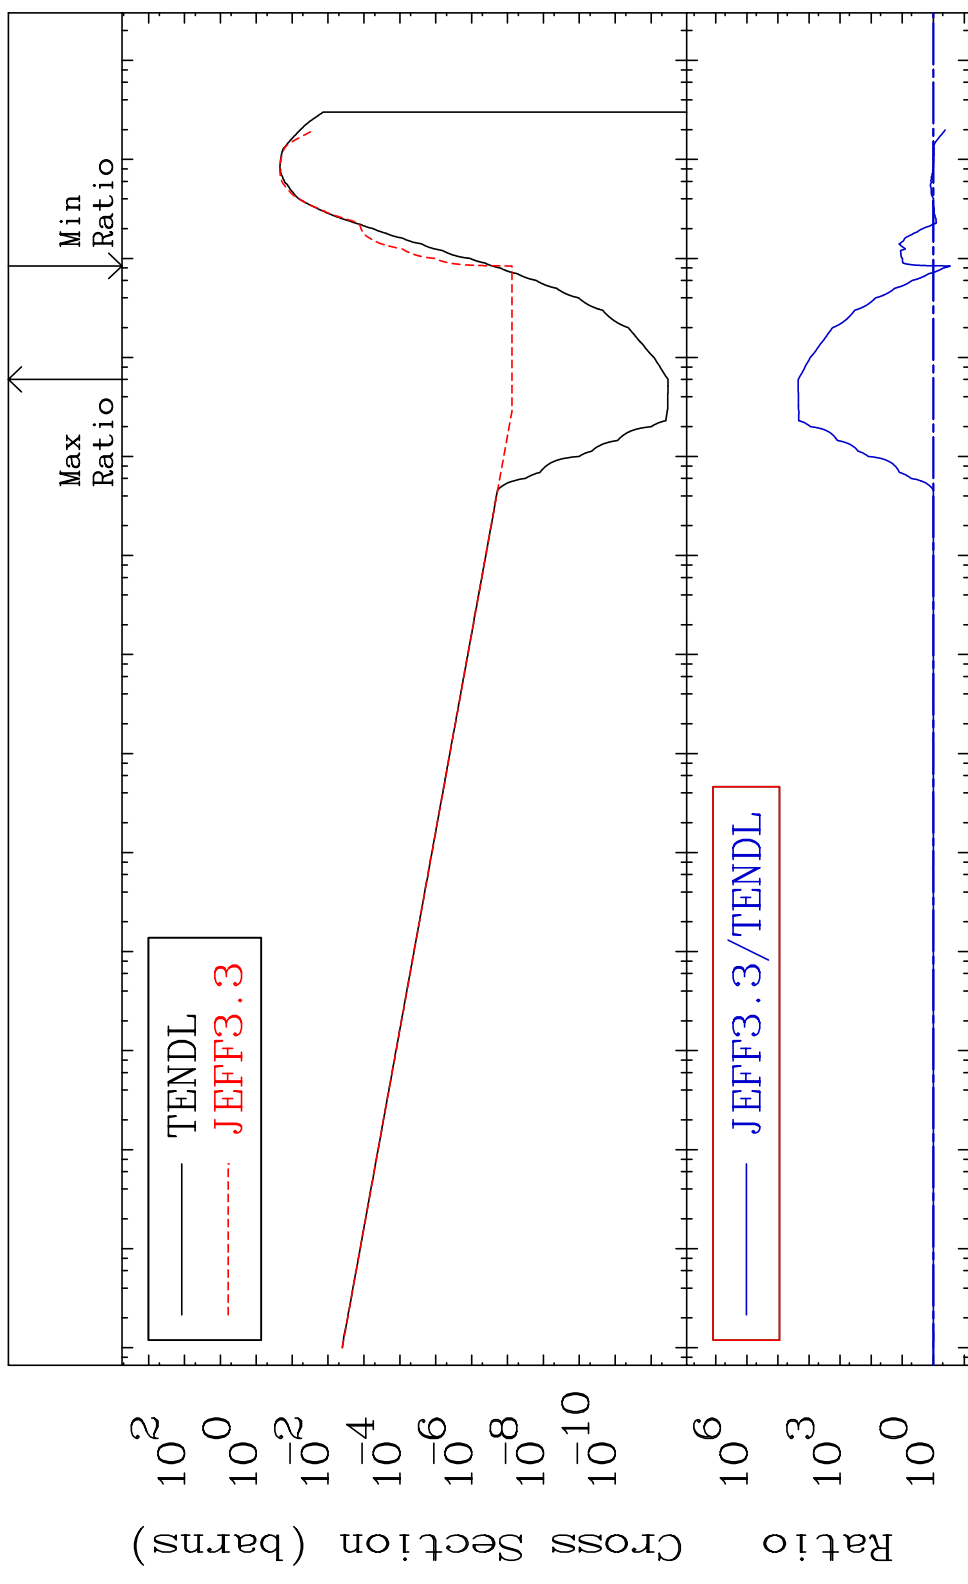 Max
Ratio
Min
Ratio
Cross Section (barns)
10^2
10^0
10^-2
10^-4
10^-6
10^-8
10^-10
TENDL
JEFF3.3
Ratio
10^6
10^3
10^0
JEFF3.3/TENDL